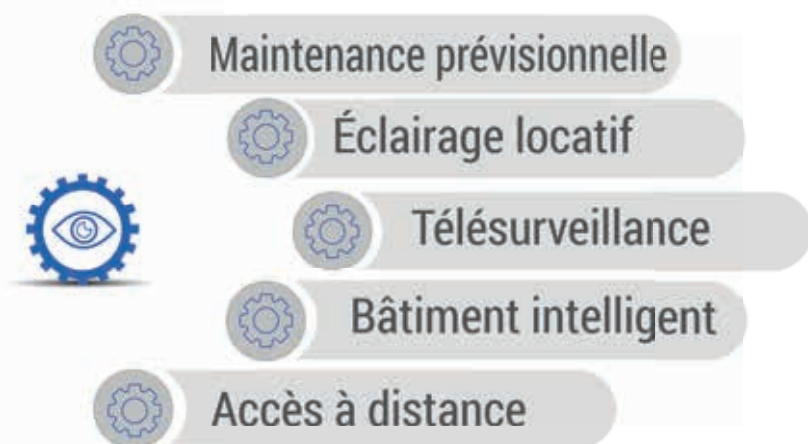 Maintenance prévisionnelle
Éclairage locatif
Télésurveillance
Bâtiment intelligent
Accès à distance